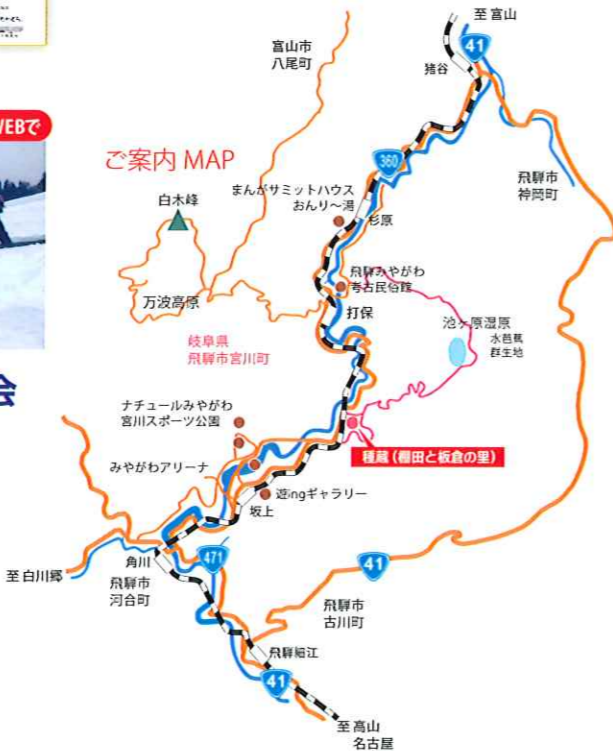 至 富山
41
猪谷
富山市
八尾町
WEBで
ご案内 MAP
360
飛騨市
神岡町
白木峰
まんがサミットハウス
おんり～湯
杉原
飛騨みやがわ
考古民俗館
万波高原
打保
池ヶ原湿原
水芭蕉
群生地
岐阜県
飛騨市宮川町
会
ナチュールみやがわ
宮川スポーツ公園
種蔵（棚田と板倉の里）
みやがわアリーナ
遊ingギャラリー
坂上
角川
471
41
至 白川郷
飛騨市
河合町
飛騨市
古川町
飛騨細江
41
至 高山
名古屋